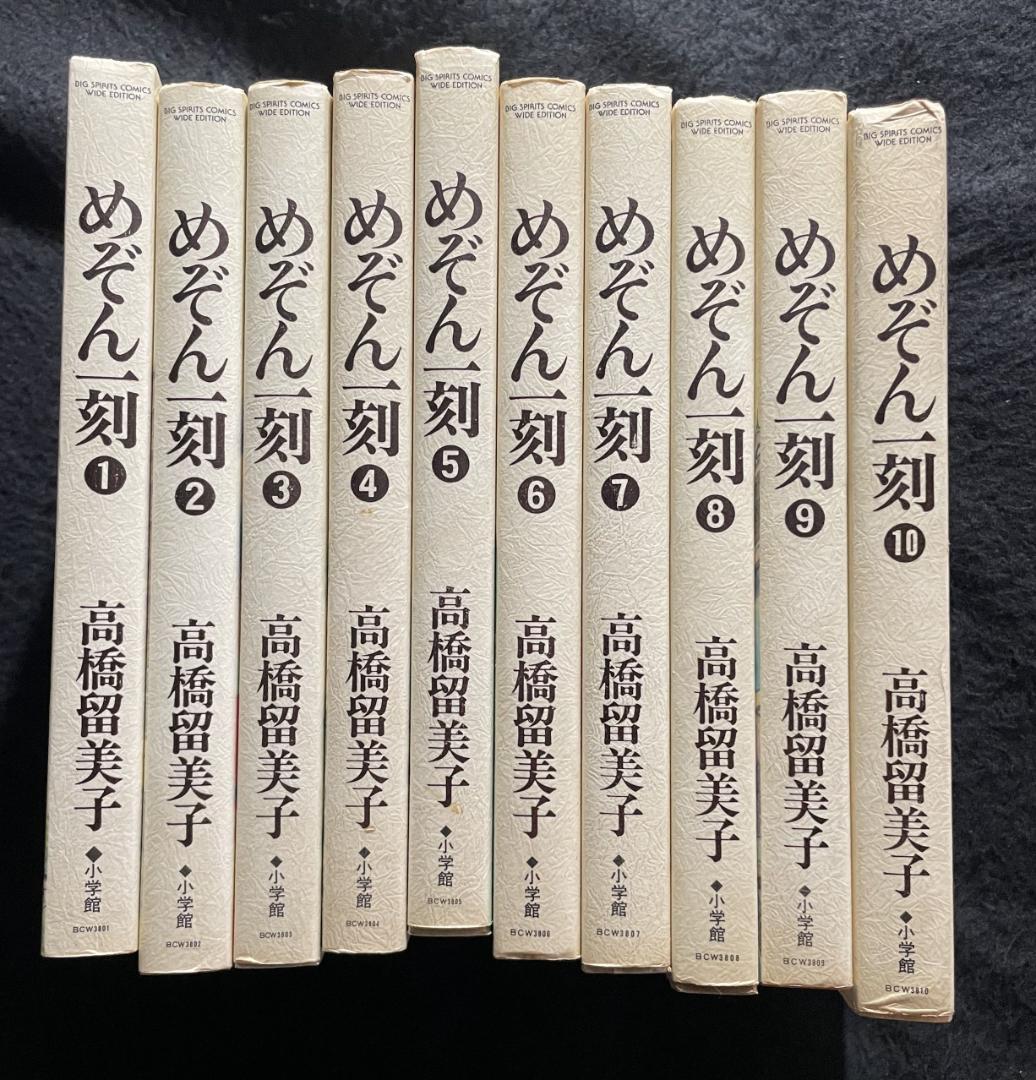 BIG SPIRITS COMICS
WIDE EDITION
めぞん一刻
1
高橋留美子
◆小学館
BCW3801
BIG SPIRITS COMICS
WIDE EDITION
めぞん一刻
2
高橋留美子
◆小学館
BCW3802
BIG SPIRITS COMICS
WIDE EDITION
めぞん一刻
3
高橋留美子
◆小学館
BCW3803
BIG SPIRITS COMICS
WIDE EDITION
めぞん一刻
4
高橋留美子
◆小学館
BCW3804
BIG SPIRITS COMICS
WIDE EDITION
めぞん一刻
5
高橋留美子
◆小学館
BCW3805
BIG SPIRITS COMICS
WIDE EDITION
めぞん一刻
6
高橋留美子
◆小学館
BCW3806
BIG SPIRITS COMICS
WIDE EDITION
めぞん一刻
7
高橋留美子
◆小学館
BCW3807
BIG SPIRITS COMICS
WIDE EDITION
めぞん一刻
8
高橋留美子
◆小学館
BCW3808
BIG SPIRITS COMICS
WIDE EDITION
めぞん一刻
9
高橋留美子
◆小学館
BCW3809
BIG SPIRITS COMICS
WIDE EDITION
めぞん一刻
10
高橋留美子
◆小学館
BCW3810